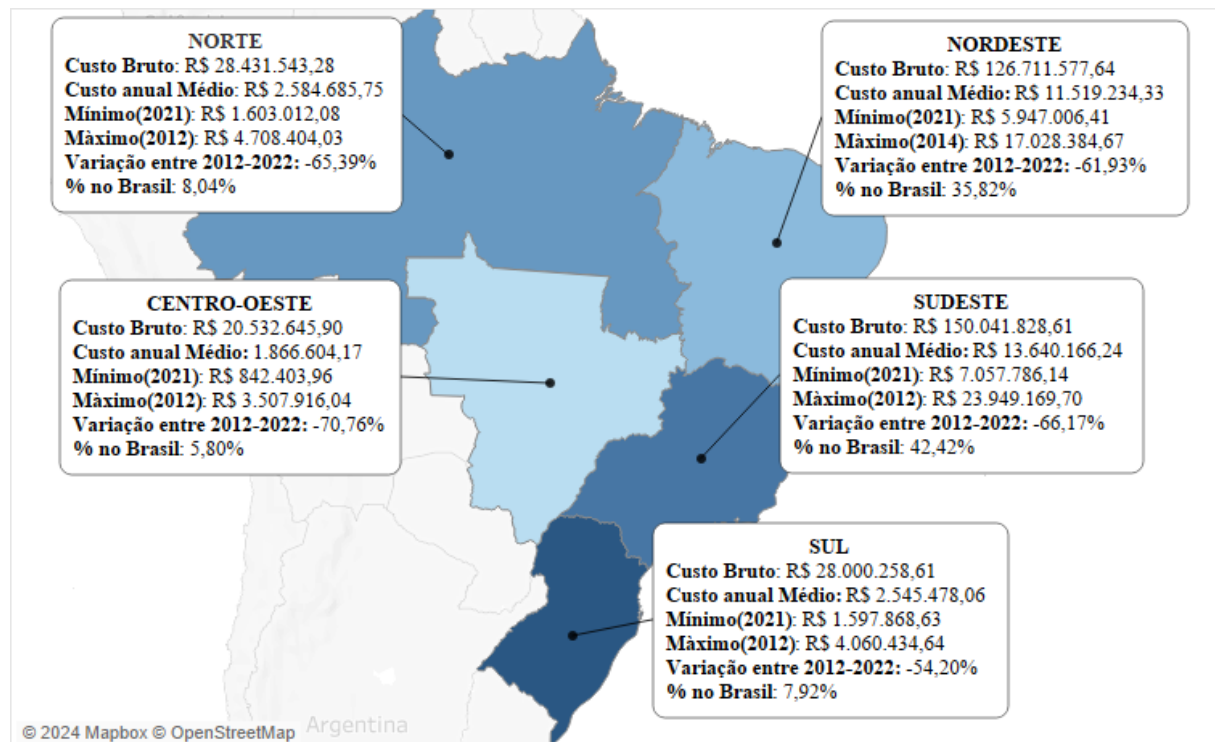 NORTE
Custo Bruto: R$ 28.431.543,28
Custo anual Médio: R$ 2.584.685,75
Mínimo(2021): R$ 1.603.012,08
Màximo(2012): R$ 4.708.404,03
Variação entre 2012-2022: -65,39%
% no Brasil: 8,04%
NORDESTE
Custo Bruto: R$ 126.711.577,64
Custo anual Médio: R$ 11.519.234,33
Mínimo(2021): R$ 5.947.006,41
Màximo(2014): R$ 17.028.384,67
Variação entre 2012-2022: -61,93%
% no Brasil: 35,82%
CENTRO-OESTE
Custo Bruto: R$ 20.532.645,90
Custo anual Médio: 1.866.604,17
Mínimo(2021): R$ 842.403,96
Màximo(2012): R$ 3.507.916,04
Variação entre 2012-2022: -70,76%
% no Brasil: 5,80%
SUDESTE
Custo Bruto: R$ 150.041.828,61
Custo anual Médio: R$ 13.640.166,24
Mínimo(2021): R$ 7.057.786,14
Màximo(2012): R$ 23.949.169,70
Variação entre 2012-2022: -66,17%
% no Brasil: 42,42%
SUL
Custo Bruto: R$ 28.000.258,61
Custo anual Médio: R$ 2.545.478,06
Mínimo(2021): R$ 1.597.868,63
Màximo(2012): R$ 4.060.434,64
Variação entre 2012-2022: -54,20%
% no Brasil: 7,92%
Argentina
© 2024 Mapbox © OpenStreetMap